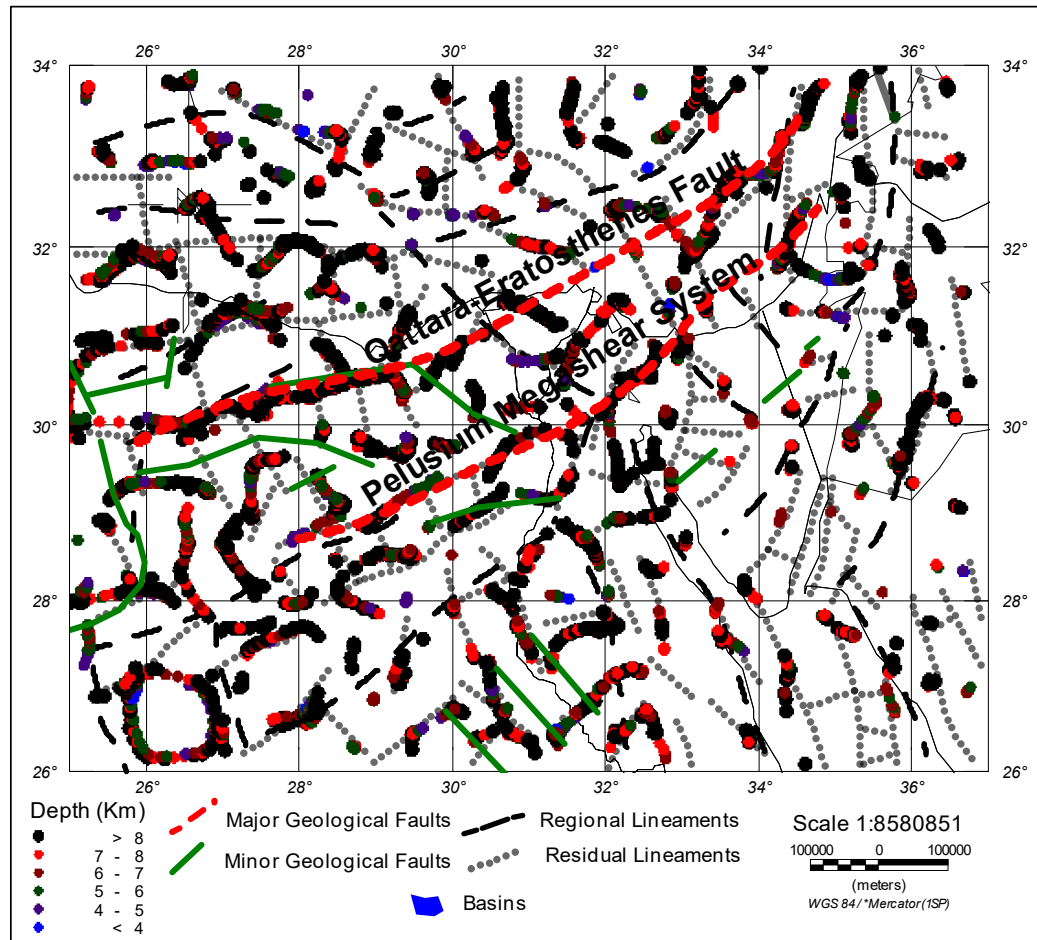 26° 28° 30° 32° 34° 36°
34° 34°
Qattara-Eratosthenes Fault
32° 32°
Pelusium Megashear System
30° 30°
28° 28°
26° 26°
26° 28° 30° 32° 34° 36°
Depth (Km)
> 8
7 - 8
6 - 7
5 - 6
4 - 5
< 4
Major Geological Faults
Minor Geological Faults
Regional Lineaments
Residual Lineaments
Basins
Scale 1:8580851
100000 0 100000
(meters)
WGS 84 / *Mercator (1SP)